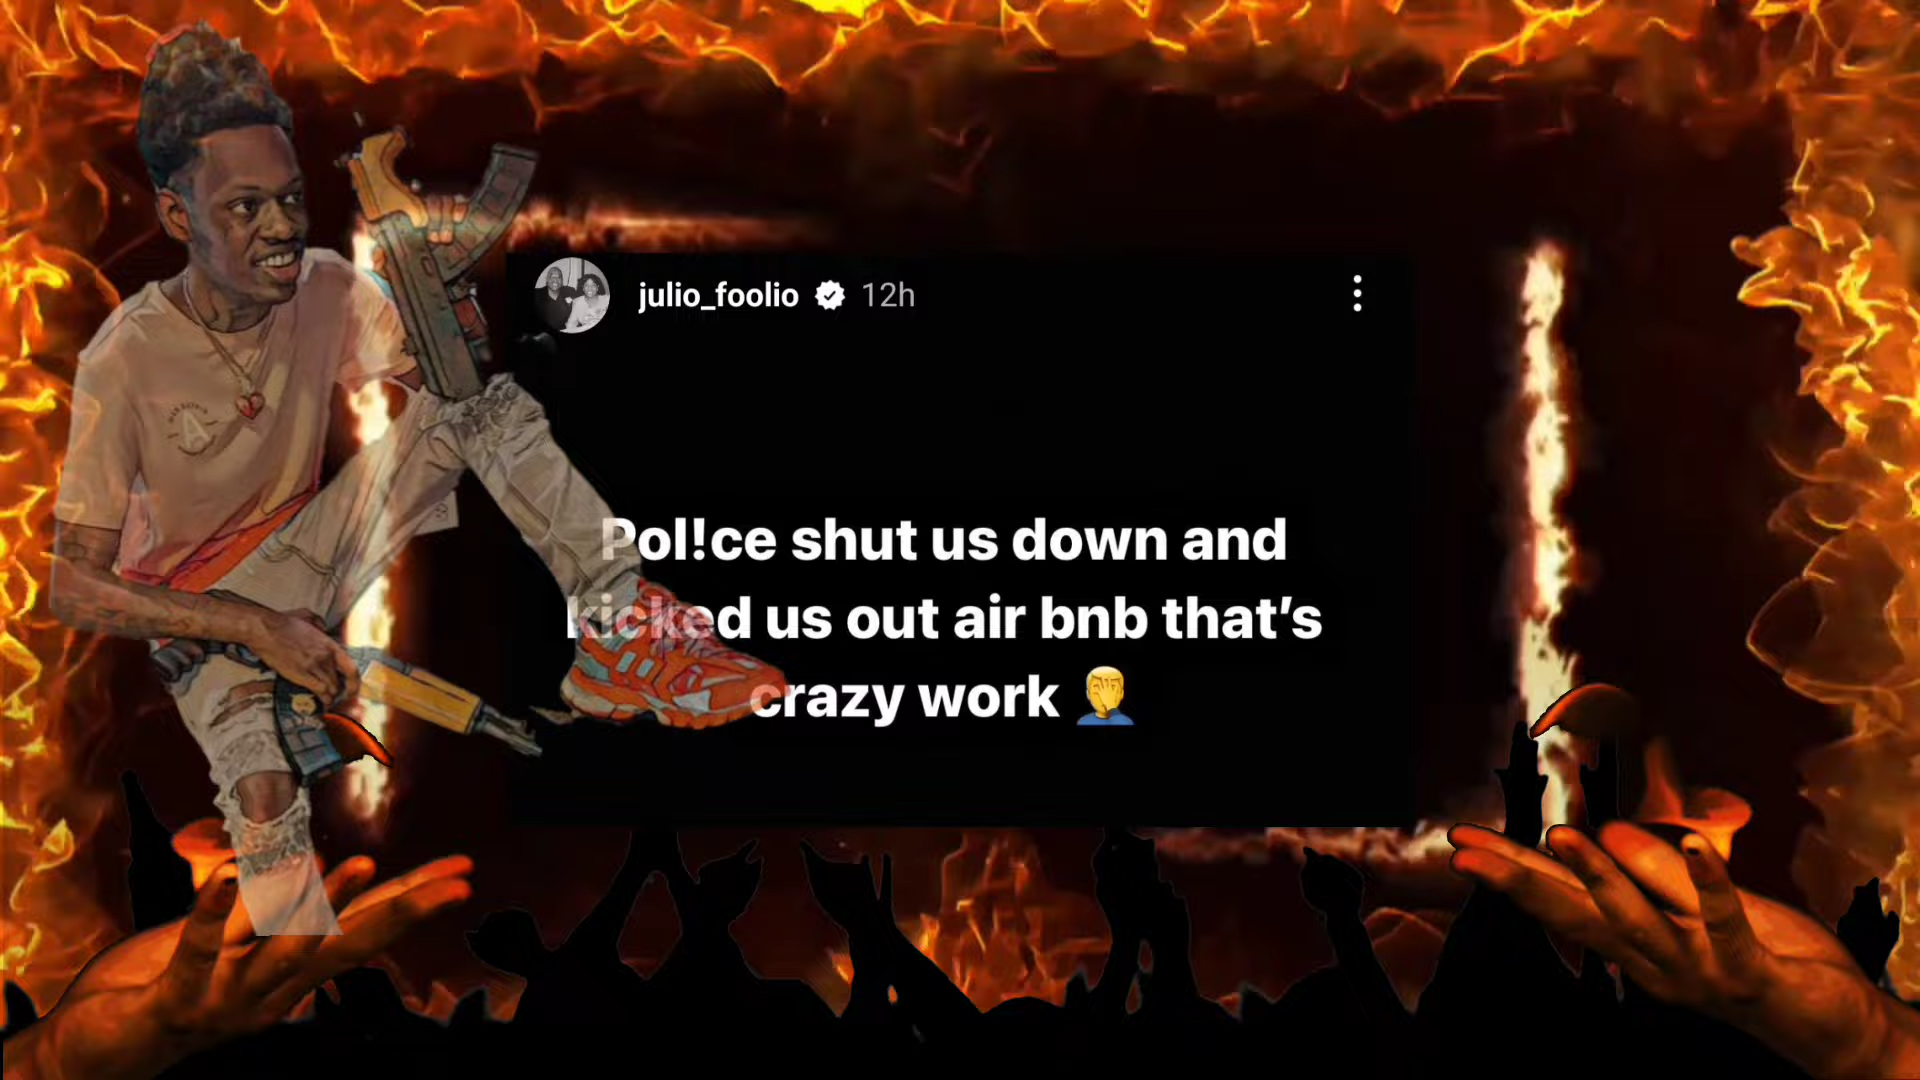 julio_foolio 12h
Pol!ce shut us down and
kicked us out air bnb that's
crazy work 🤦‍♂️